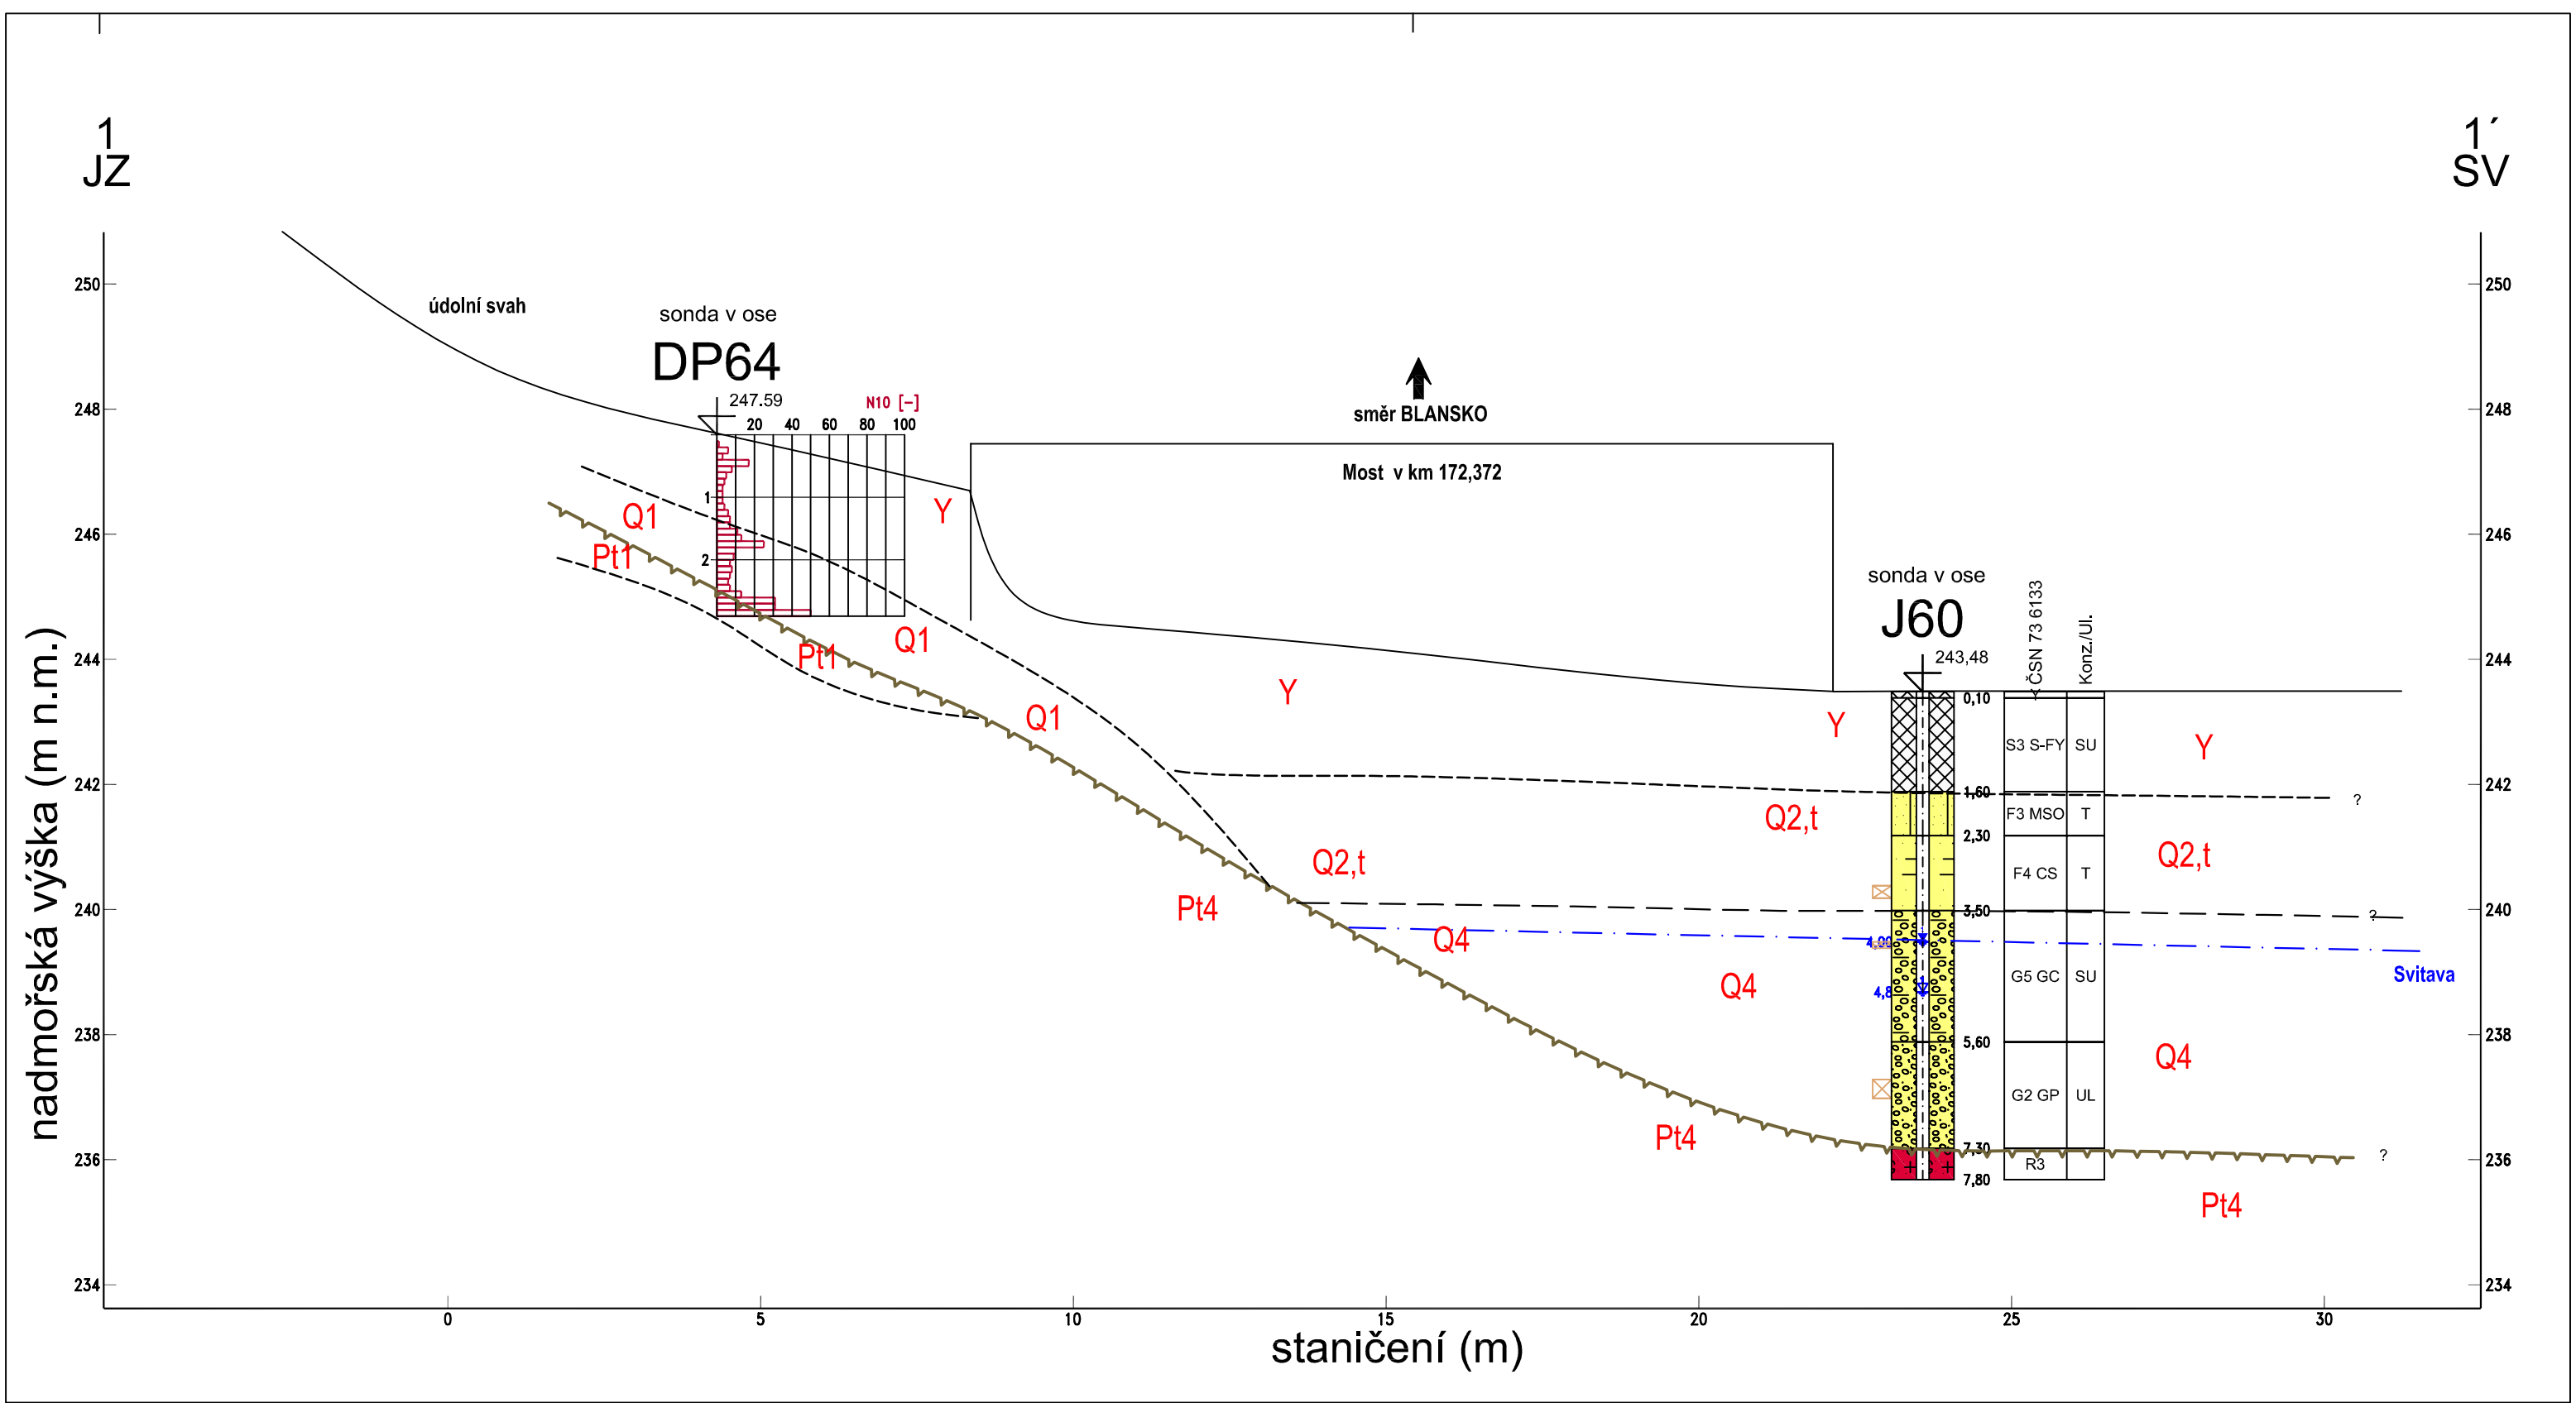 1
JZ
1´
SV
250
248
246
244
242
240
238
236
234
250
248
246
244
242
240
238
236
234
nadmořská výška (m n.m.)
údolní svah
sonda v ose
DP64
247.59
N10 [-]
20 40 60 80 100
1
2
směr BLANSKO
Most v km 172,372
sonda v ose
J60
243,48
ČSN 73 6133
Konz./Ul.
0,10
S3 S-FY SU
1,60
F3 MSO T
2,30
F4 CS T
3,50
G5 GC SU
4,8
1
5,60
G2 GP UL
7,30
R3
7,80
Q1
Pt1
Y
Q1
Pt1
Q1
Y
Y
Y
Q2,t
Q2,t
Q2,t
?
Pt4
Q4
Q4
?
Svitava
Q4
Pt4
?
Pt4
0 5 10 15 20 25 30
staničení (m)